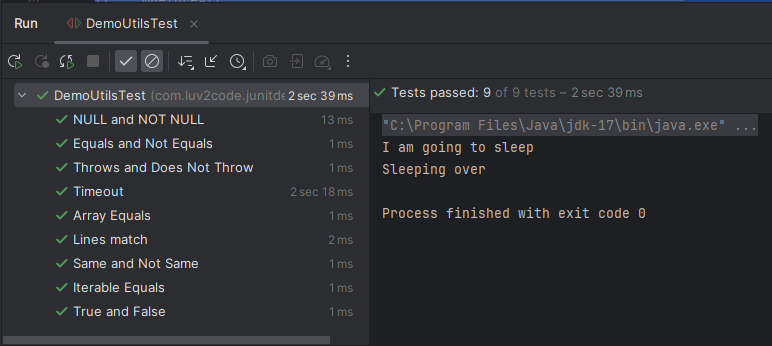 Run DemoUtilsTest
DemoUtilsTest (com.luv2code.junitde 2 sec 39 ms
NULL and NOT NULL 13 ms
Equals and Not Equals 1 ms
Throws and Does Not Throw 1 ms
Timeout 2 sec 18 ms
Array Equals 1 ms
Lines match 2 ms
Same and Not Same 1 ms
Iterable Equals 1 ms
True and False 1 ms
Tests passed: 9 of 9 tests – 2 sec 39 ms
"C:\Program Files\Java\jdk-17\bin\java.exe" ...
I am going to sleep
Sleeping over
Process finished with exit code 0